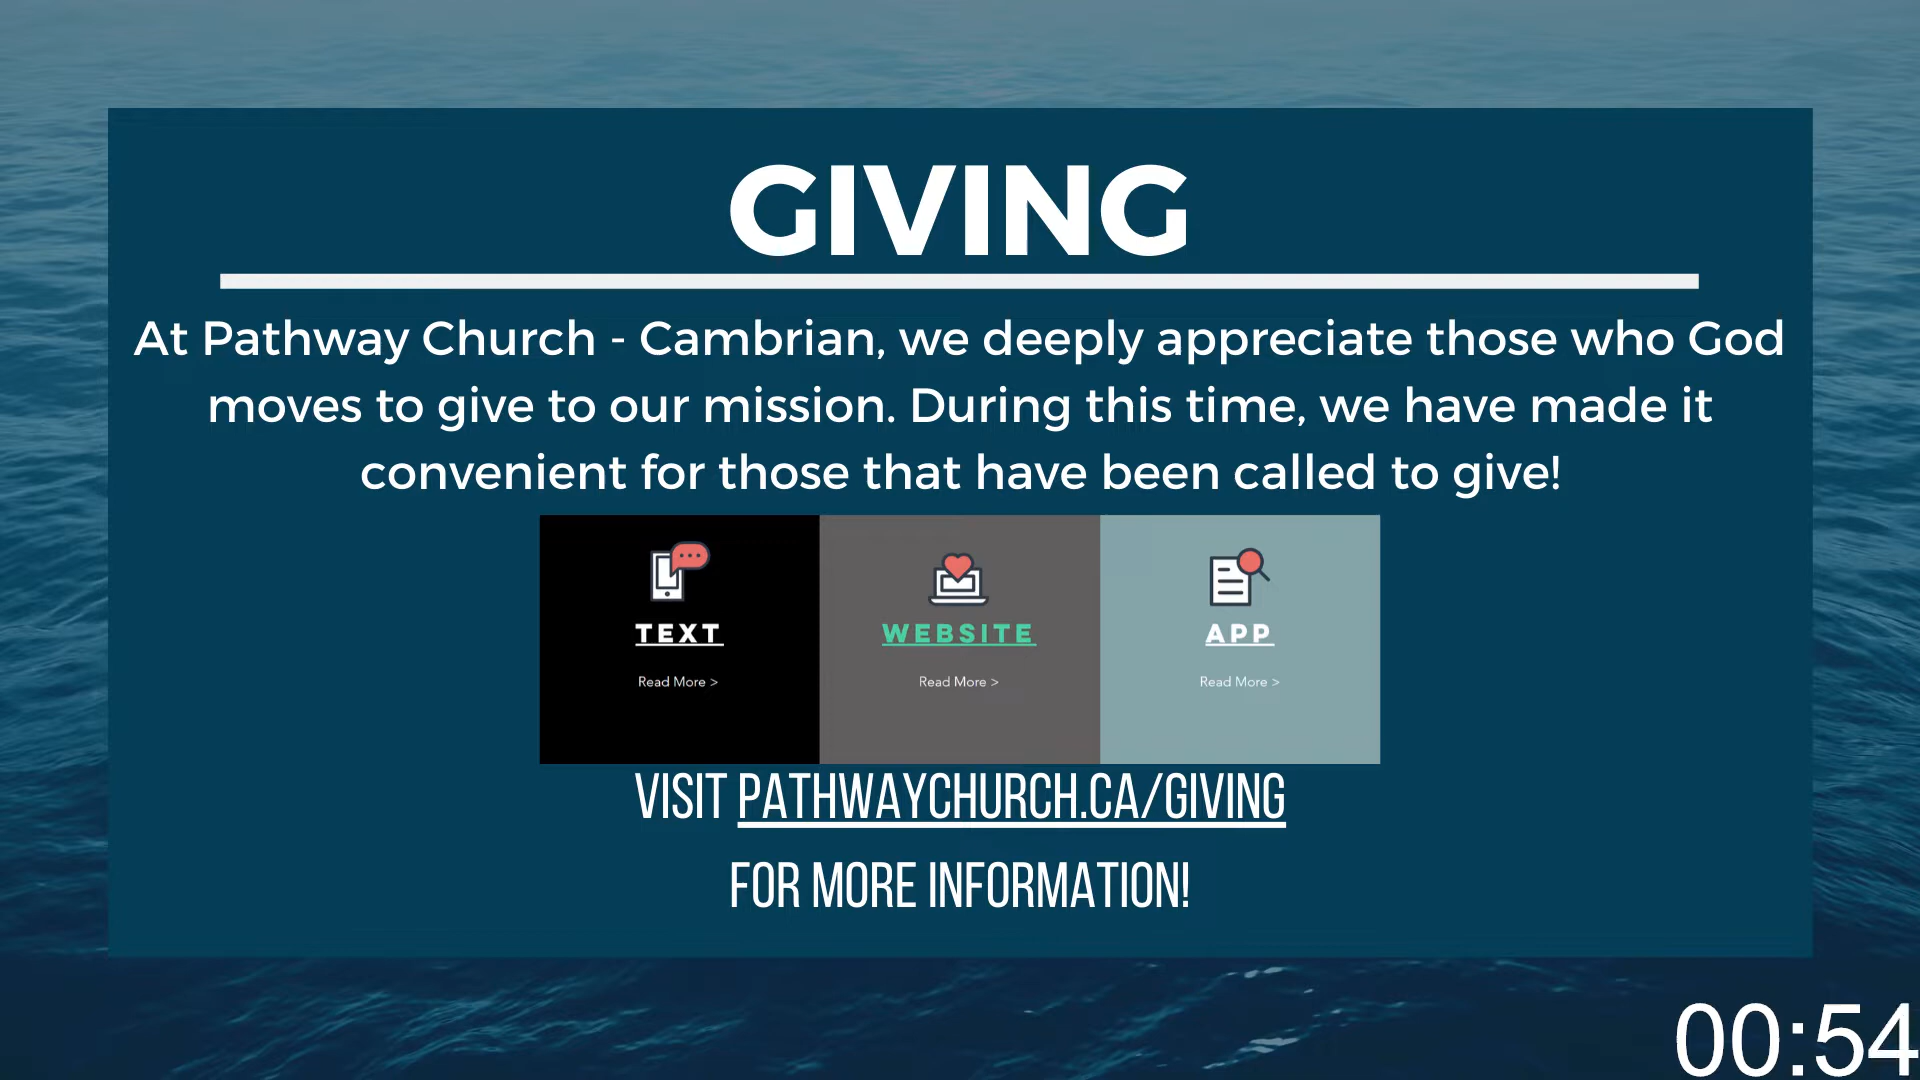 GIVING
At Pathway Church - Cambrian, we deeply appreciate those who God
moves to give to our mission. During this time, we have made it
convenient for those that have been called to give!
TEXT
Read More >
WEBSITE
Read More >
APP
Read More >
VISIT PATHWAYCHURCH.CA/GIVING
FOR MORE INFORMATION!
00:54